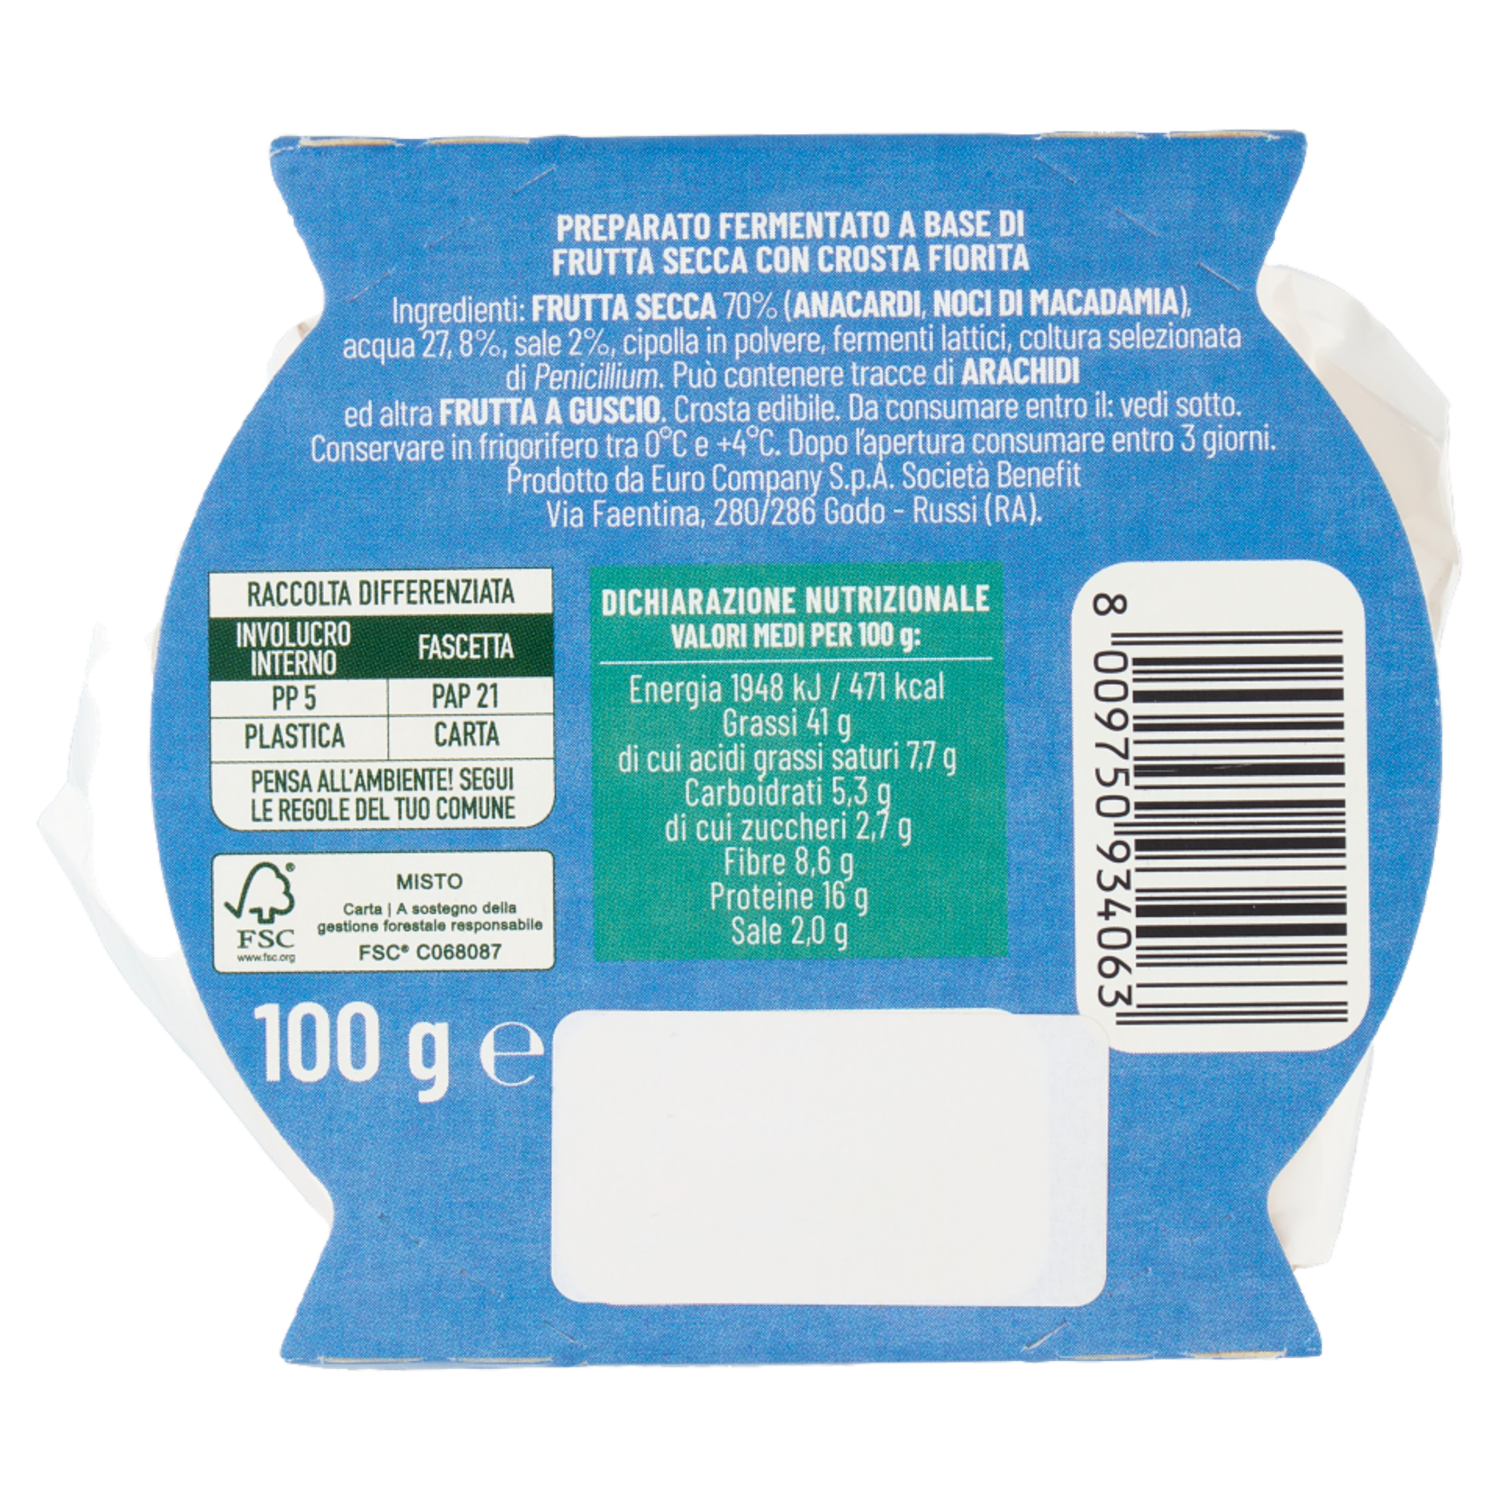 PREPARATO FERMENTATO A BASE DI
FRUTTA SECCA CON CROSTA FIORITA
Ingredienti: FRUTTA SECCA 70% (ANACARDI, NOCI DI MACADAMIA),
acqua 27, 8%, sale 2%, cipolla in polvere, fermenti lattici, coltura selezionata
di Penicillium. Può contenere tracce di ARACHIDI
ed altra FRUTTA A GUSCIO. Crosta edibile. Da consumare entro il: vedi sotto.
Conservare in frigorifero tra 0°C e +4°C. Dopo l'apertura consumare entro 3 giorni.
Prodotto da Euro Company S.p.A. Società Benefit
Via Faentina, 280/286 Godo - Russi (RA).
RACCOLTA DIFFERENZIATA
INVOLUCRO
INTERNO
FASCETTA
PP 5
PAP 21
PLASTICA
CARTA
PENSA ALL'AMBIENTE! SEGUI
LE REGOLE DEL TUO COMUNE
FSC
www.fsc.org
MISTO
Carta | A sostegno della
gestione forestale responsabile
FSC® C068087
100 g ℮
DICHIARAZIONE NUTRIZIONALE
VALORI MEDI PER 100 g:
Energia 1948 kJ / 471 kcal
Grassi 41 g
di cui acidi grassi saturi 7,7 g
Carboidrati 5,3 g
di cui zuccheri 2,7 g
Fibre 8,6 g
Proteine 16 g
Sale 2,0 g
8 009750 934063